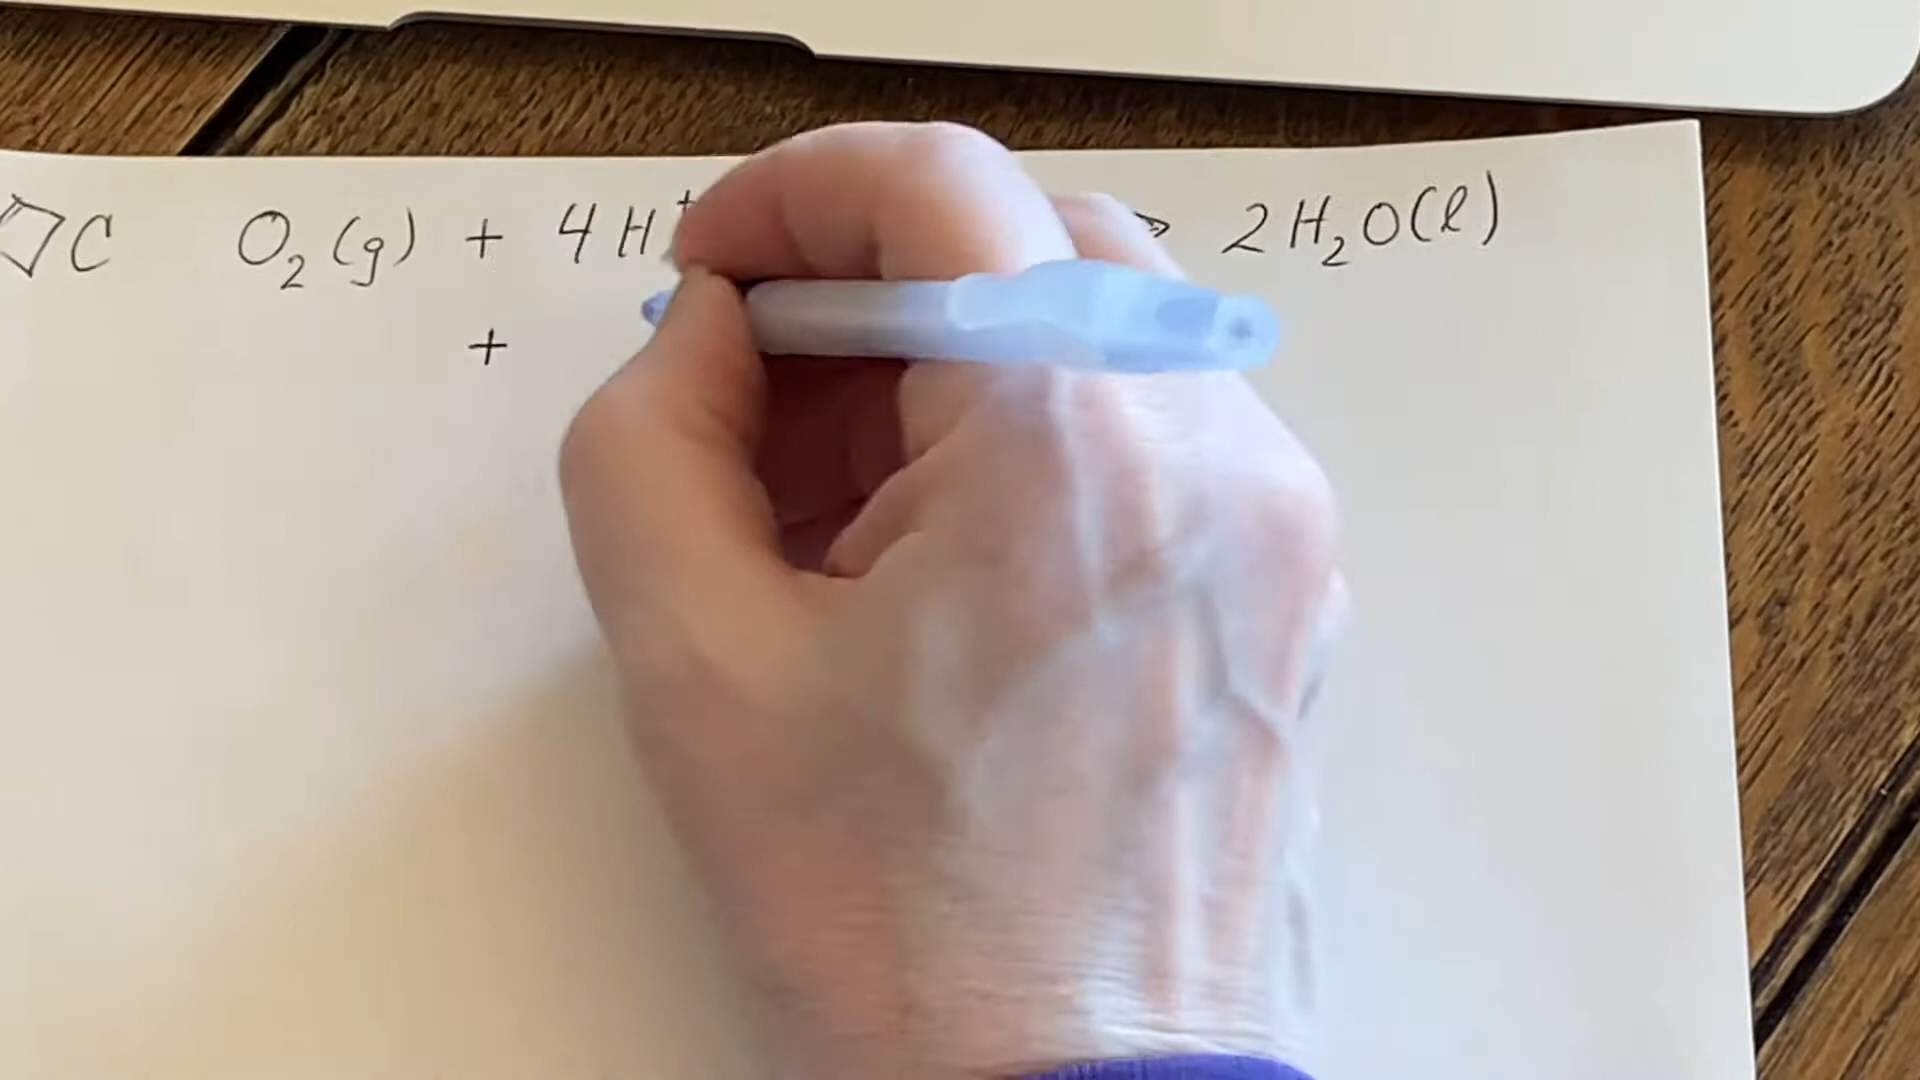 C O₂(g) + 4H⁺ → 2H₂O(l)
+